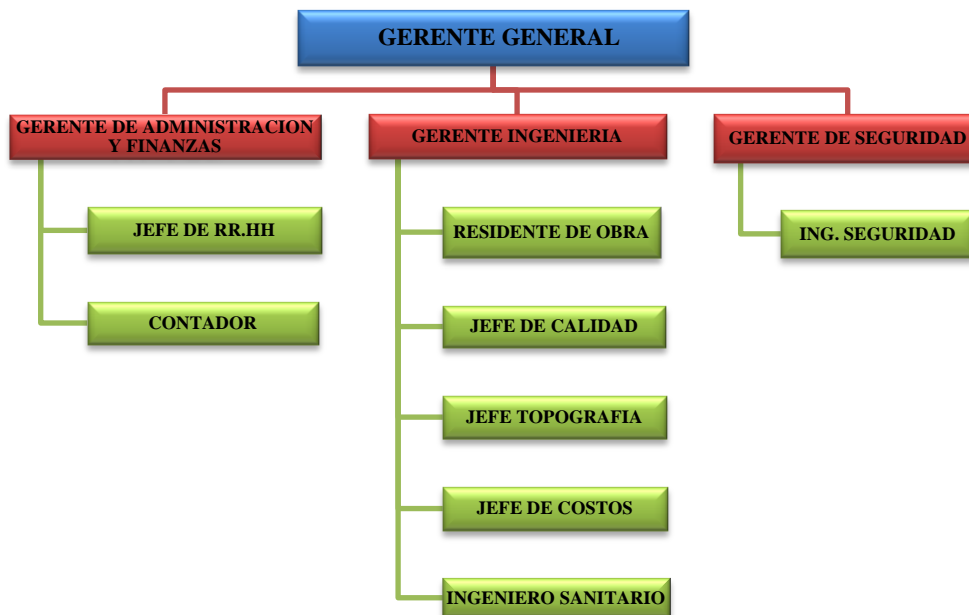 GERENTE GENERAL
GERENTE DE ADMINISTRACION
Y FINANZAS
GERENTE INGENIERIA
GERENTE DE SEGURIDAD
JEFE DE RR.HH
CONTADOR
RESIDENTE DE OBRA
JEFE DE CALIDAD
JEFE TOPOGRAFIA
JEFE DE COSTOS
INGENIERO SANITARIO
ING. SEGURIDAD